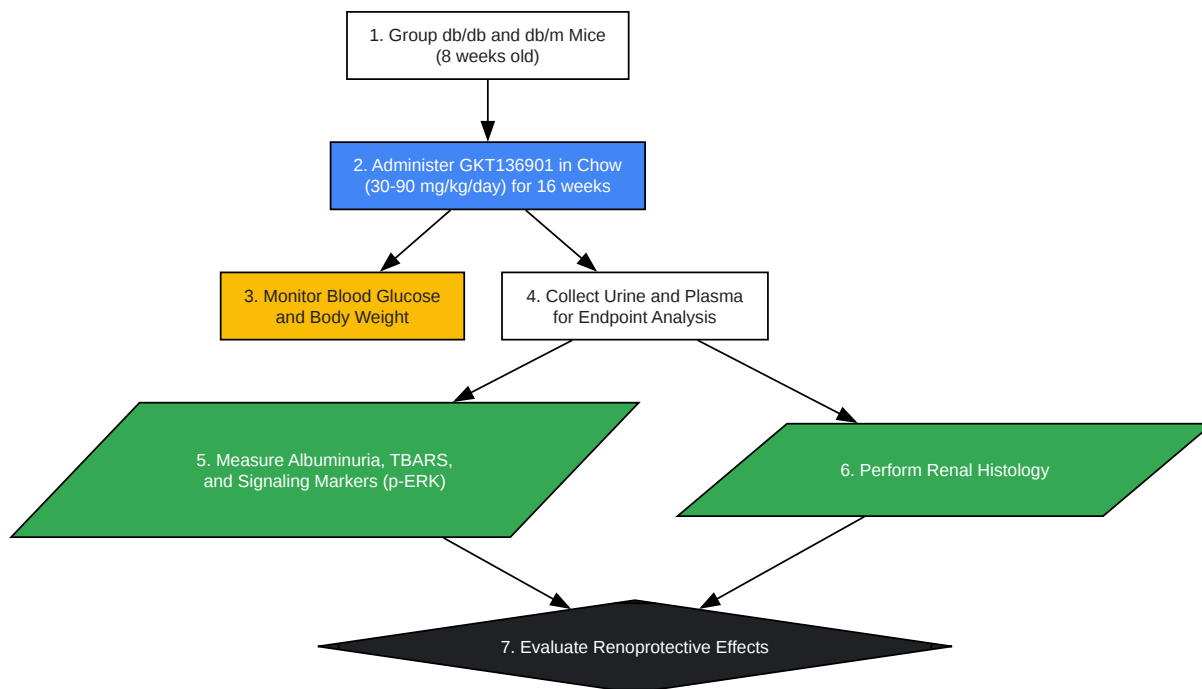 1. Group db/db and db/m Mice
(8 weeks old)
2. Administer GKT136901 in Chow
(30-90 mg/kg/day) for 16 weeks
3. Monitor Blood Glucose
and Body Weight
4. Collect Urine and Plasma
for Endpoint Analysis
5. Measure Albuminuria, TBARS,
and Signaling Markers (p-ERK)
6. Perform Renal Histology
7. Evaluate Renoprotective Effects